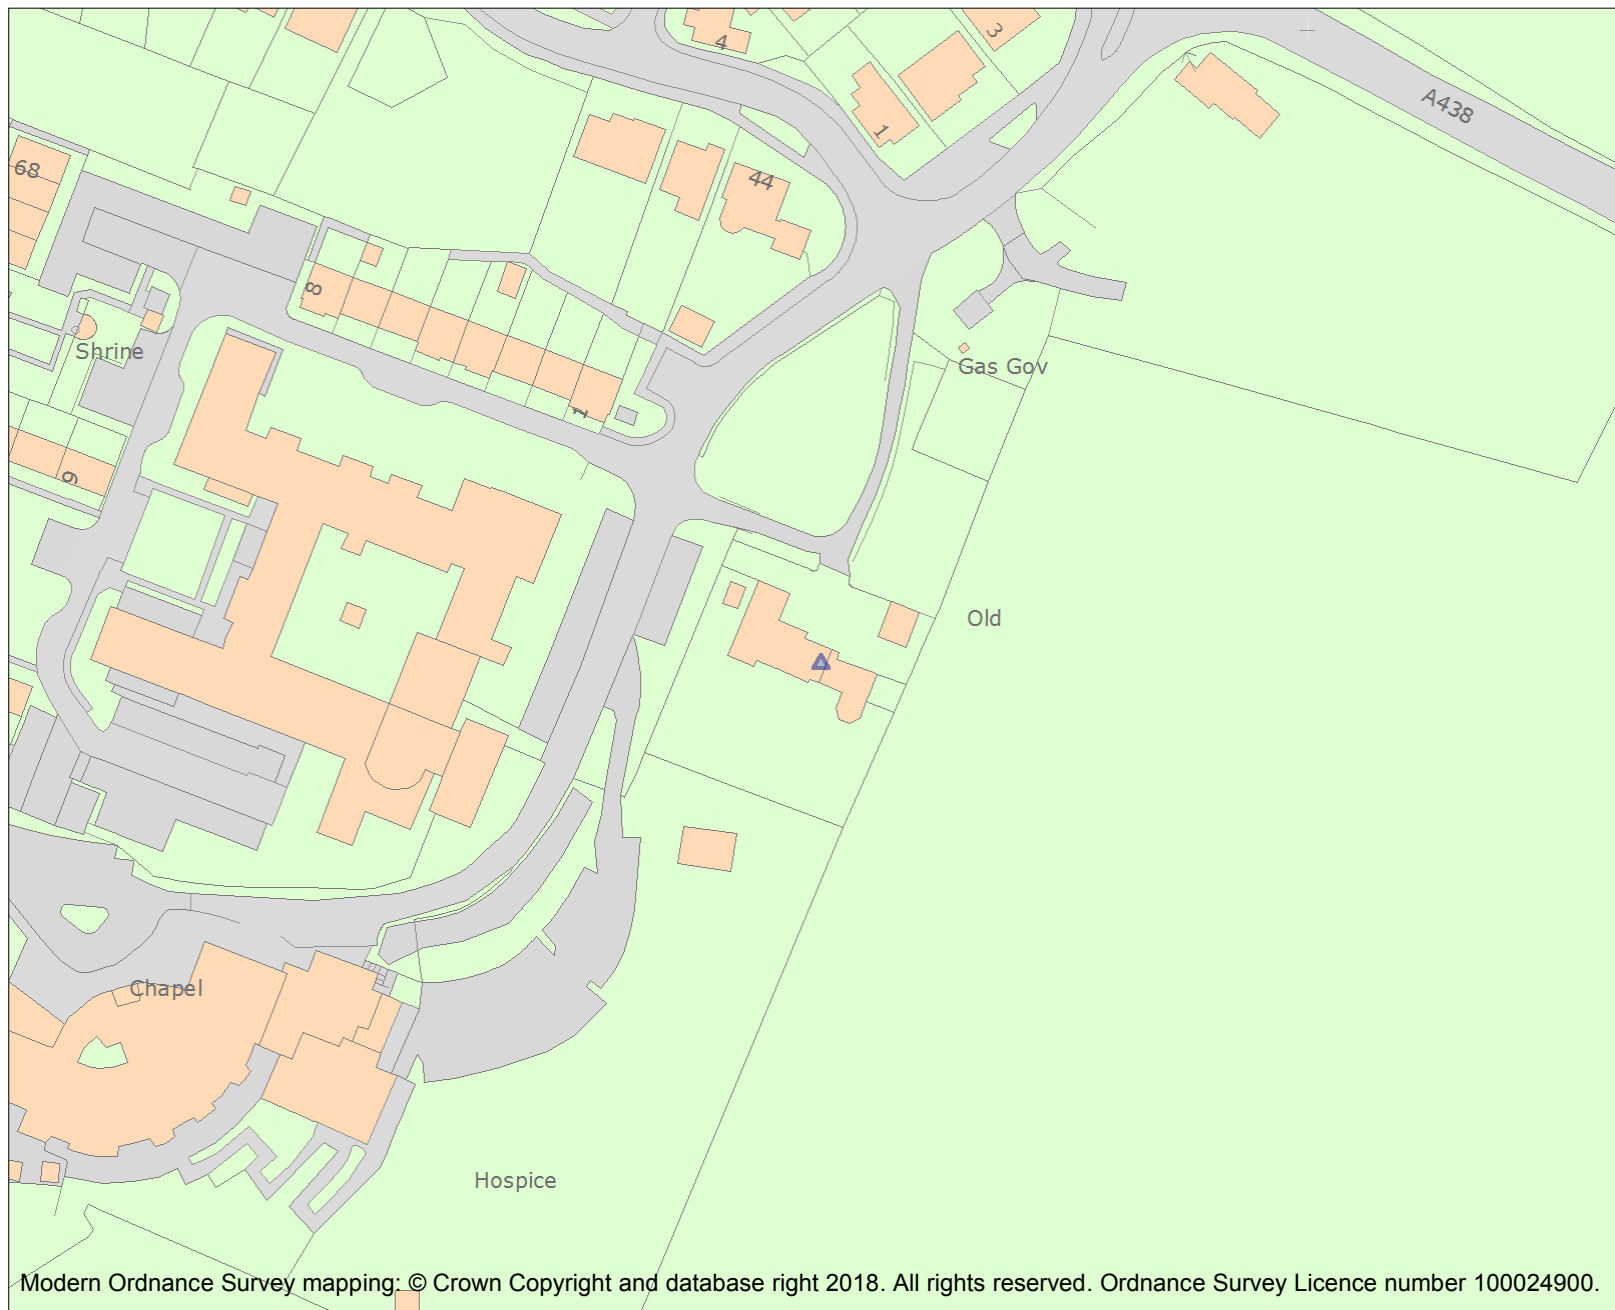 4
3
A438
1
68
44
8
Shrine
Gas Gov
1
9
Old
Chapel
Hospice
Modern Ordnance Survey mapping: © Crown Copyright and database right 2018. All rights reserved. Ordnance Survey Licence number 100024900.